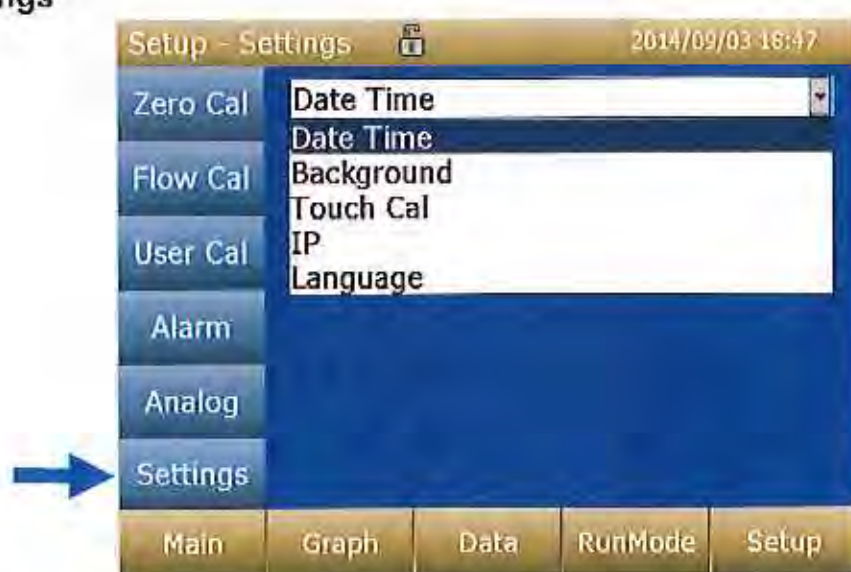 ngs
Setup - Settings 2014/09/03 16:47
Zero Cal
Flow Cal
User Cal
Alarm
Analog
Settings
Date Time
Date Time
Background
Touch Cal
IP
Language
Main Graph Data RunMode Setup